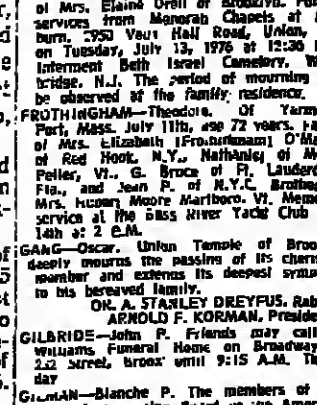 of Mrs. Elaine Orell of Brooklyn.
services from Menorah Chapels at
burn. 2950 Vaux Hall Road, Union,
on Tuesday, July 13, 1976 at 12:30
Interment Beth Israel Cemetery.
bridge, N.J. The period of mourning
be observed at the family residence.
FROTHINGHAM—Theodore. Of Yarm
Port, Mass. July 11th, age 72 years.
of Mrs. Elizabeth (Frothingham) O'Ma
of Red Hook, N.Y., Nathaniel of M
Peller, Vt., G. Bruce of Ft. Lauderd
Fla., and Jean P. of N.Y.C. Brother
Mrs. Moore Marlboro. Vt. Memo
service at the Bass River Yacht Club
14th at 2 P.M.
GANG—Oscar. Union Temple of Broo
deeply mourns the passing of its cheris
member and extends its deepest symp
to his bereaved family.
DR. A. STANLEY DREYFUS, Rab
ARNOLD F. KORMAN, Preside
GILBRIDE—John P. Friends may call
Williams Funeral Home on Broadway
232 Street, Bronx until 9:15 A.M. Th
day
GILMAN—Blanche P. The members of